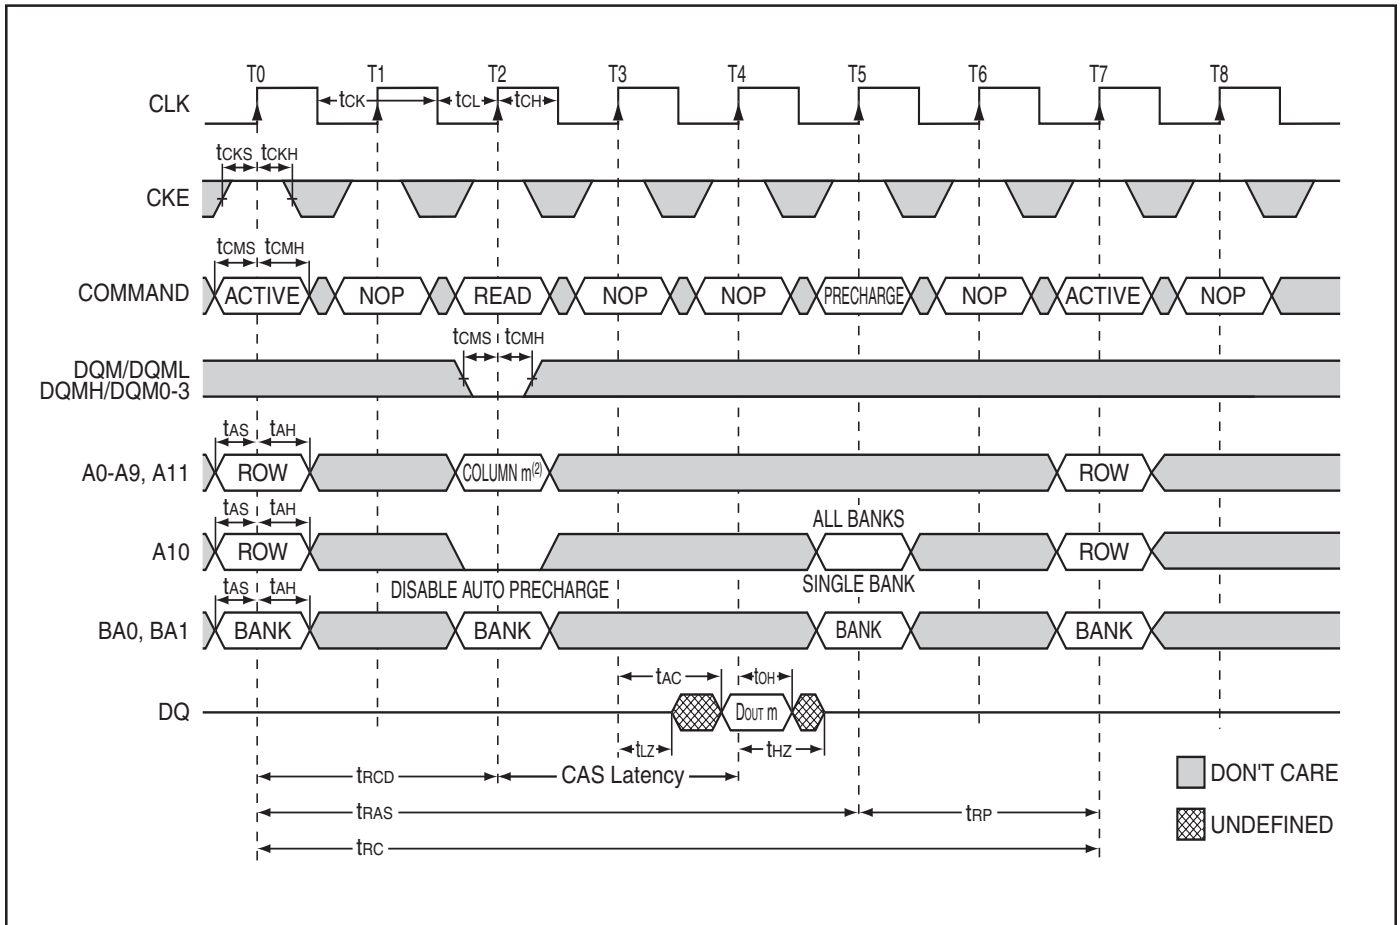 T0 T1 T2 T3 T4 T5 T6 T7 T8
CLK tCK tCL tCH
tCKS tCKH
CKE
tCMS tCMH
COMMAND ACTIVE NOP READ NOP NOP PRECHARGE NOP ACTIVE NOP
tCMS tCMH
DQM/DQML
DQMH/DQM0-3
tAS tAH
A0-A9, A11 ROW COLUMN m(2) ROW
tAS tAH ALL BANKS
A10 ROW ROW
tAS tAH DISABLE AUTO PRECHARGE SINGLE BANK
BA0, BA1 BANK BANK BANK BANK
tAC tOH
DQ DOUT m
tLZ tHZ
tRCD CAS Latency DON'T CARE
tRAS tRP
UNDEFINED
tRC